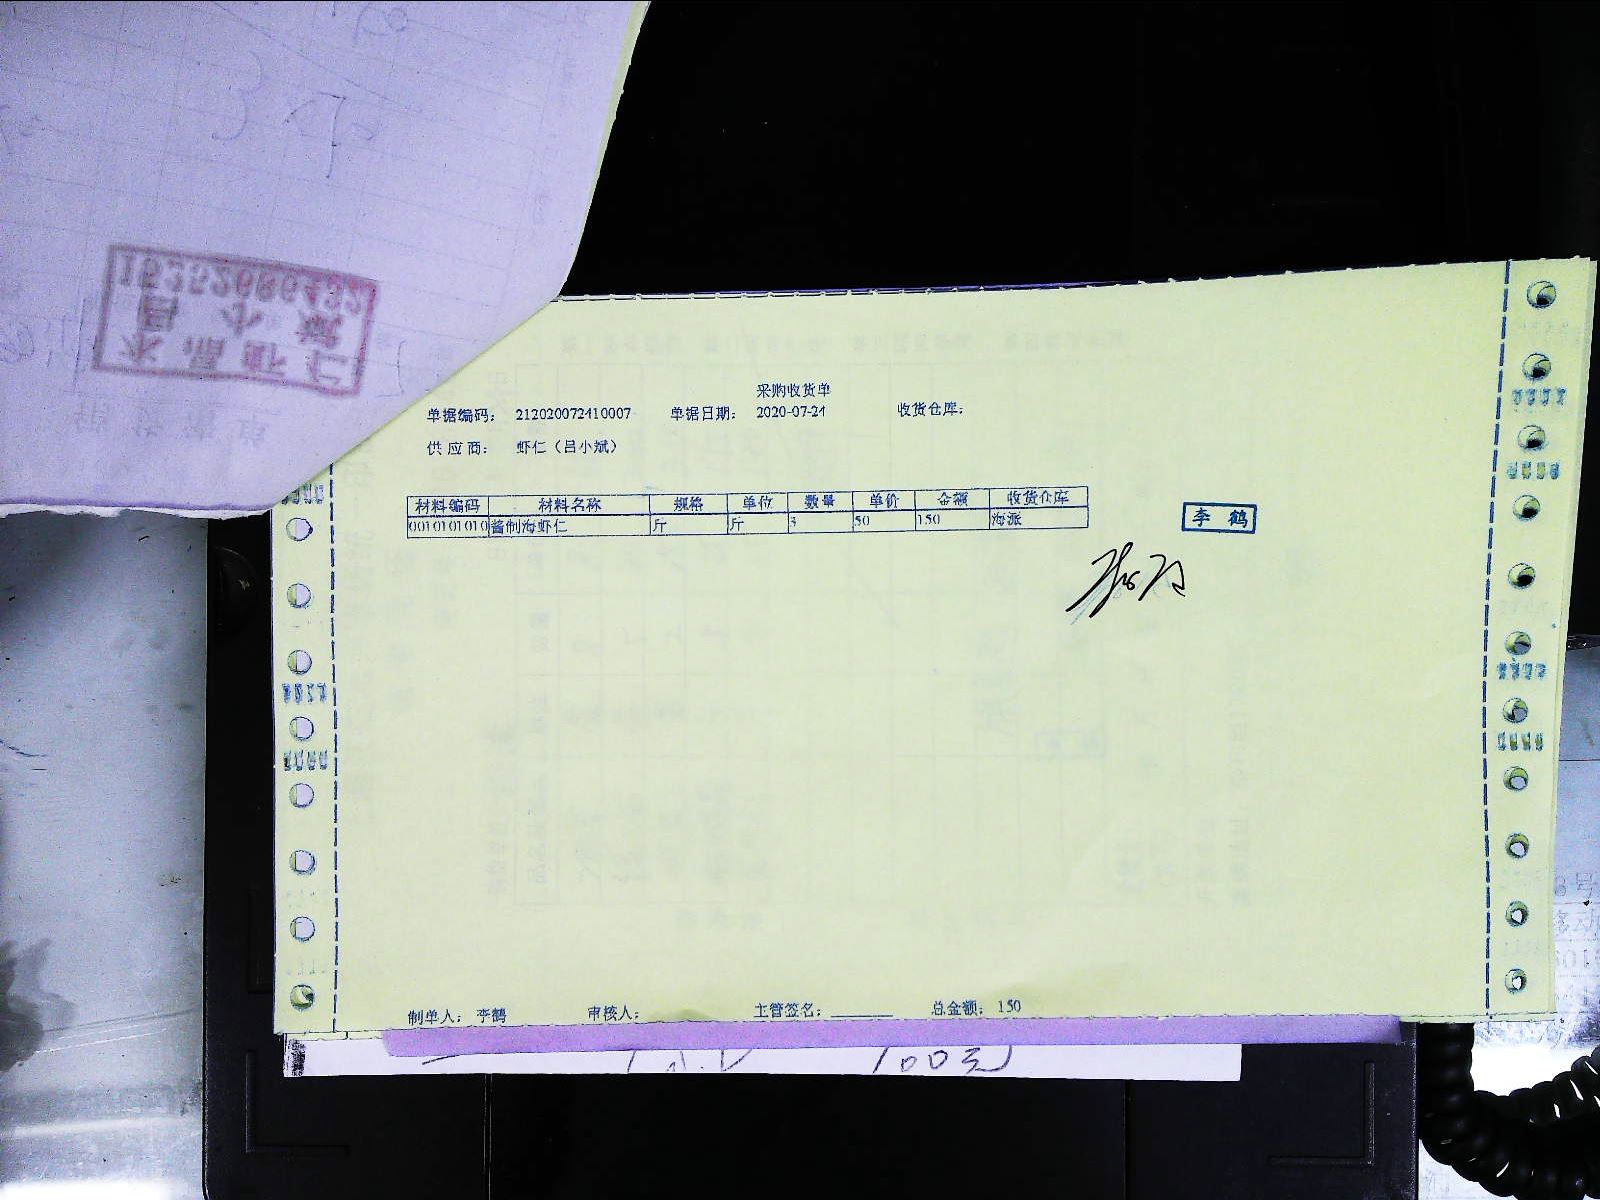 采购收货单
单据编码： 212020072410007 单据日期： 2020-07-24 收货仓库：
供 应 商： 虾仁（吕小斌）
材料编码 材料名称 规格 单位 数量 单价 金额 收货仓库
0010101010 酱制海虾仁 斤 斤 3 50 150 海派
李 鹤
制单人： 李鹤 审核人： 主管签名： 总金额： 150
100元